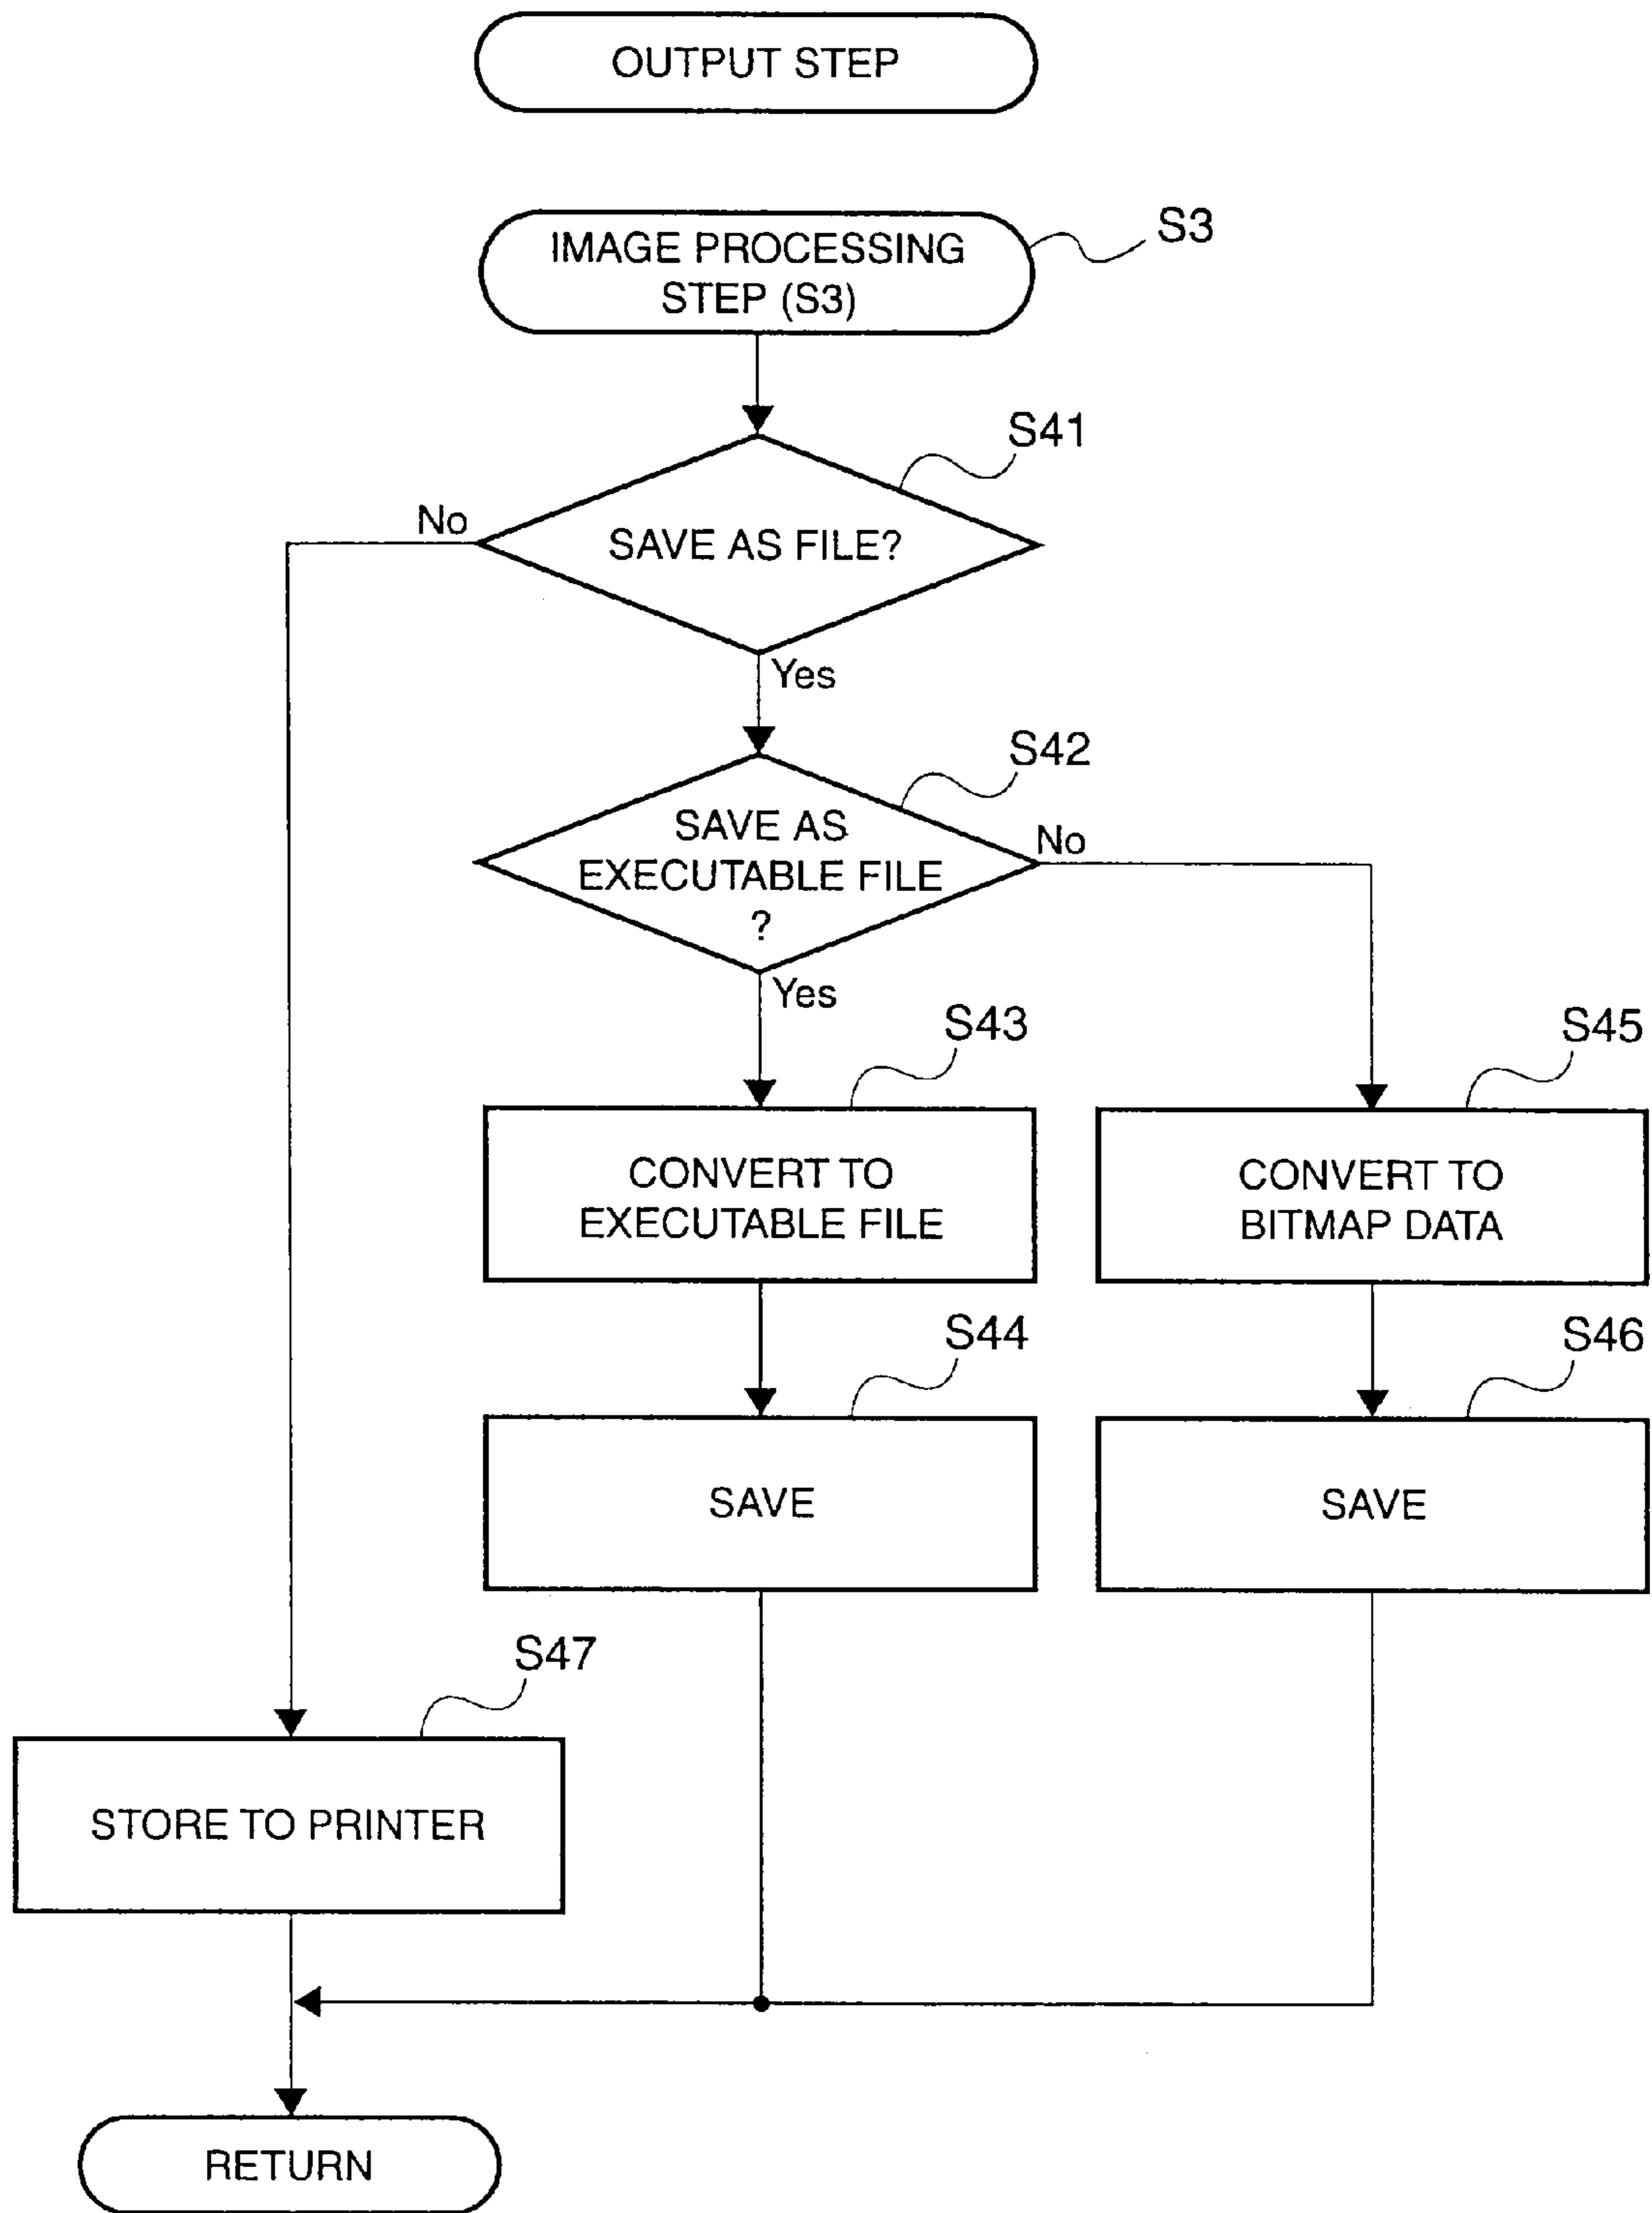 OUTPUT STEP
IMAGE PROCESSING
STEP (S3)
S3
S41
No
SAVE AS FILE?
Yes
S42
SAVE AS
EXECUTABLE FILE
?
No
Yes
S43
S45
CONVERT TO
EXECUTABLE FILE
CONVERT TO
BITMAP DATA
S44
S46
SAVE
SAVE
S47
STORE TO PRINTER
RETURN